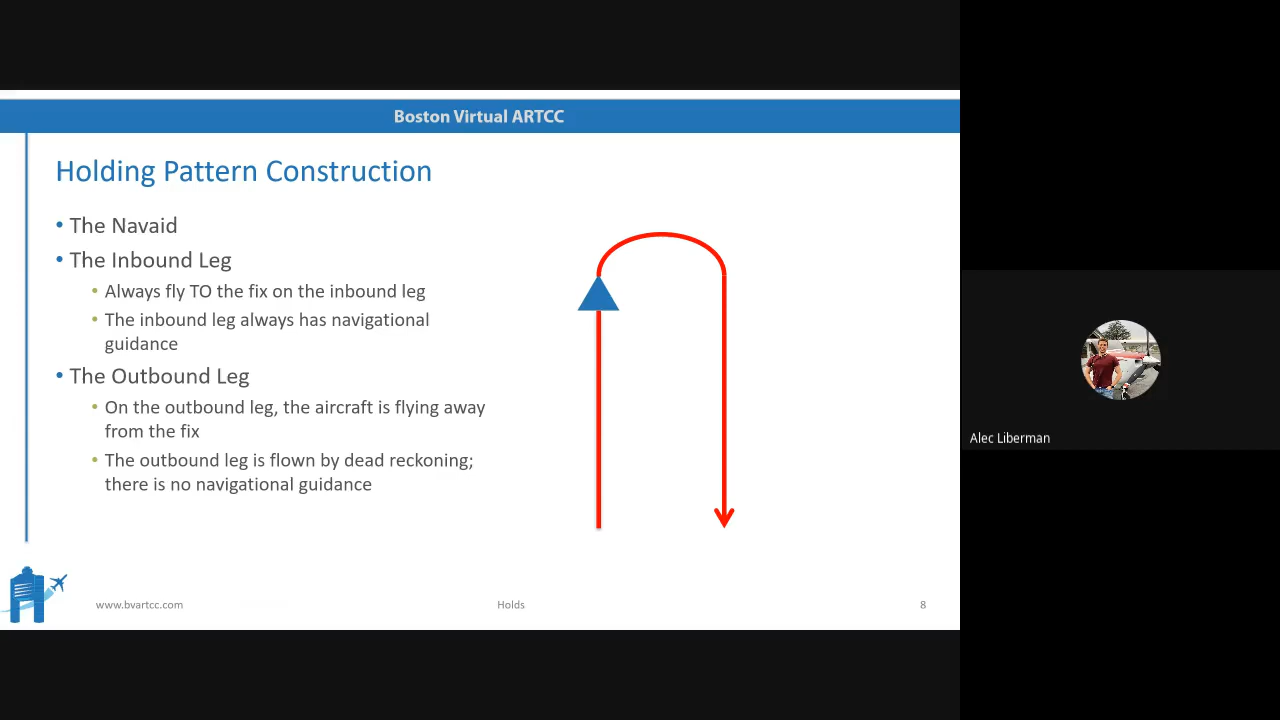 Boston Virtual ARTCC
Holding Pattern Construction
• The Navaid
• The Inbound Leg
• Always fly TO the fix on the inbound leg
• The inbound leg always has navigational
guidance
• The Outbound Leg
• On the outbound leg, the aircraft is flying away
from the fix
• The outbound leg is flown by dead reckoning;
there is no navigational guidance
www.bvartcc.com
Holds
8
Alec Liberman